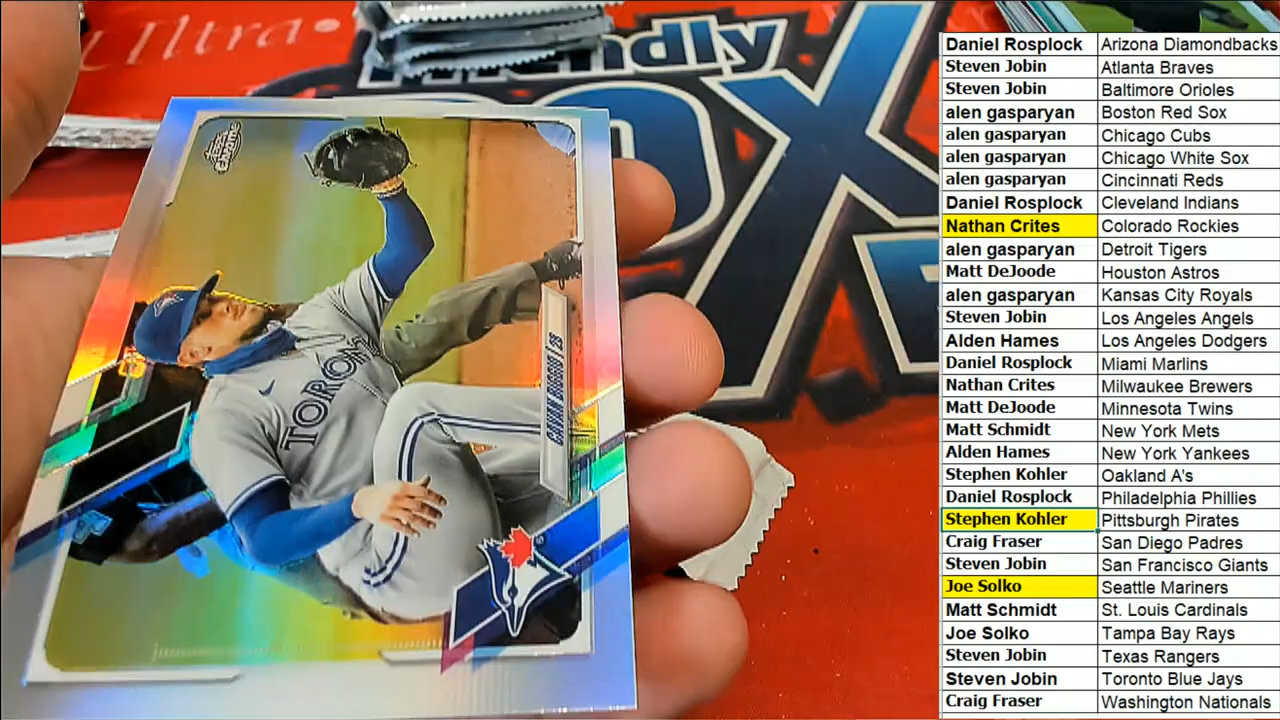 Ultra
ndly
OX
topps
CHROME
TORONTO
CAVAN BIGGIO | 2B
Daniel Rosplock Arizona Diamondbacks
Steven Jobin Atlanta Braves
Steven Jobin Baltimore Orioles
alen gasparyan Boston Red Sox
alen gasparyan Chicago Cubs
alen gasparyan Chicago White Sox
alen gasparyan Cincinnati Reds
Daniel Rosplock Cleveland Indians
Nathan Crites Colorado Rockies
alen gasparyan Detroit Tigers
Matt DeJoode Houston Astros
alen gasparyan Kansas City Royals
Steven Jobin Los Angeles Angels
Alden Hames Los Angeles Dodgers
Daniel Rosplock Miami Marlins
Nathan Crites Milwaukee Brewers
Matt DeJoode Minnesota Twins
Matt Schmidt New York Mets
Alden Hames New York Yankees
Stephen Kohler Oakland A's
Daniel Rosplock Philadelphia Phillies
Stephen Kohler Pittsburgh Pirates
Craig Fraser San Diego Padres
Steven Jobin San Francisco Giants
Joe Solko Seattle Mariners
Matt Schmidt St. Louis Cardinals
Joe Solko Tampa Bay Rays
Steven Jobin Texas Rangers
Steven Jobin Toronto Blue Jays
Craig Fraser Washington Nationals